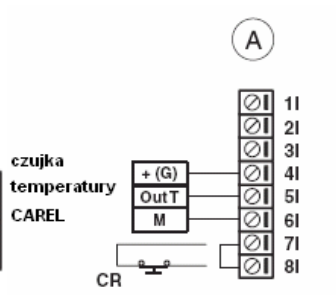 A
1I
2I
3I
czujka
+ (G)
4I
temperatury
Out T
5I
CAREL
M
6I
7I
8I
CR